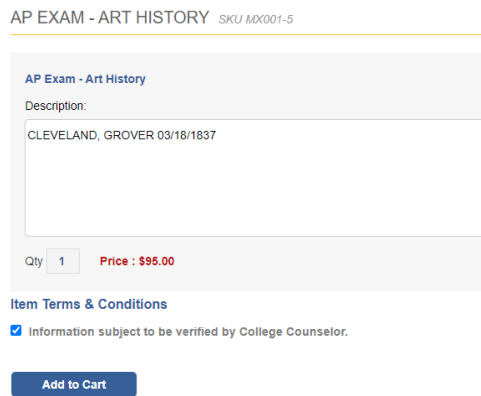 AP EXAM - ART HISTORY SKU MX001-5
AP Exam - Art History
Description:
CLEVELAND, GROVER 03/18/1837
Qty 1 Price : $95.00
Item Terms & Conditions
Information subject to be verified by College Counselor.
Add to Cart